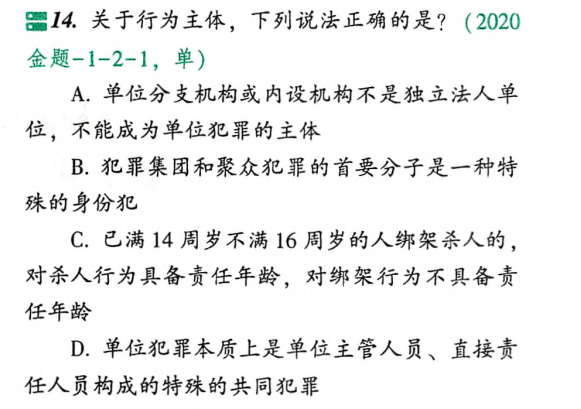 14. 关于行为主体，下列说法正确的是？（2020
金题-1-2-1，单）
A. 单位分支机构或内设机构不是独立法人单
位，不能成为单位犯罪的主体
B. 犯罪集团和聚众犯罪的首要分子是一种特
殊的身份犯
C. 已满 14 周岁不满 16 周岁的人绑架杀人的，
对杀人行为具备责任年龄，对绑架行为不具备责
任年龄
D. 单位犯罪本质上是单位主管人员、直接责
任人员构成的特殊的共同犯罪